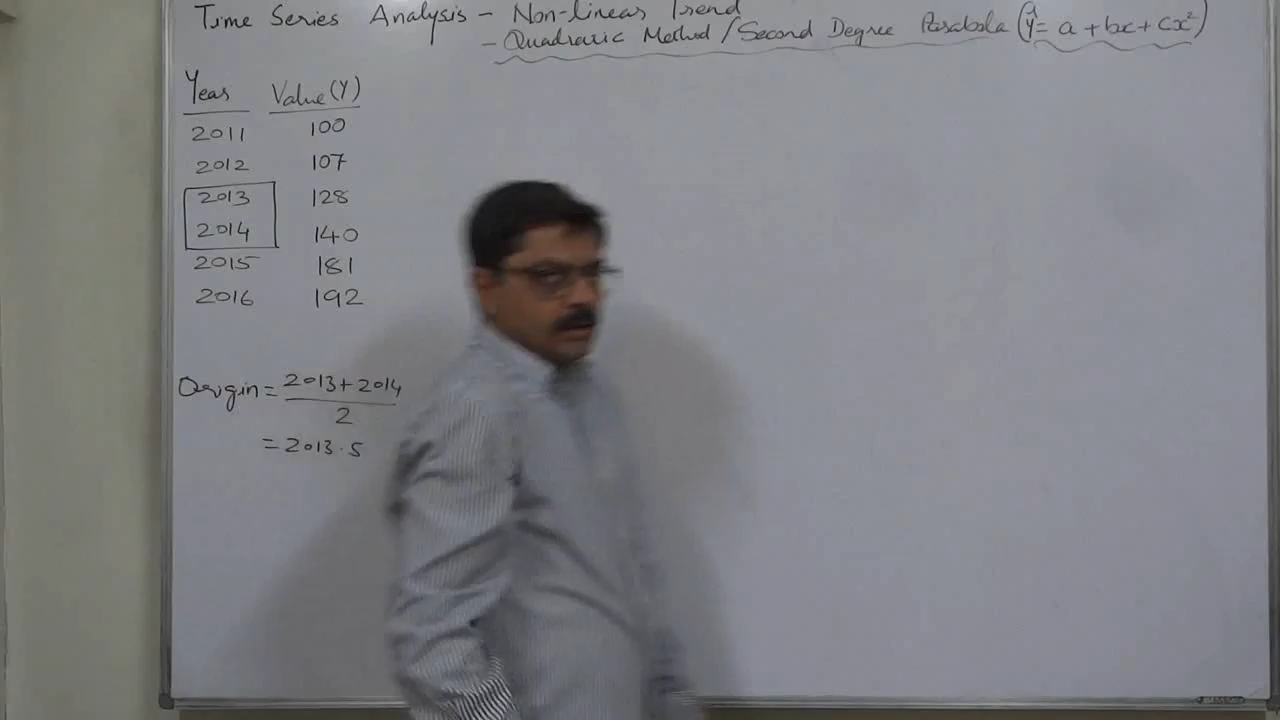 Time Series Analysis - Non-linear Trend
- Quadratic Method / Second Degree Parabola (Ŷ = a + bx + cx²)
Year Value (Y)
2011 100
2012 107
2013 128
2014 140
2015 181
2016 192
Origin = 2013 + 2014
2
= 2013.5